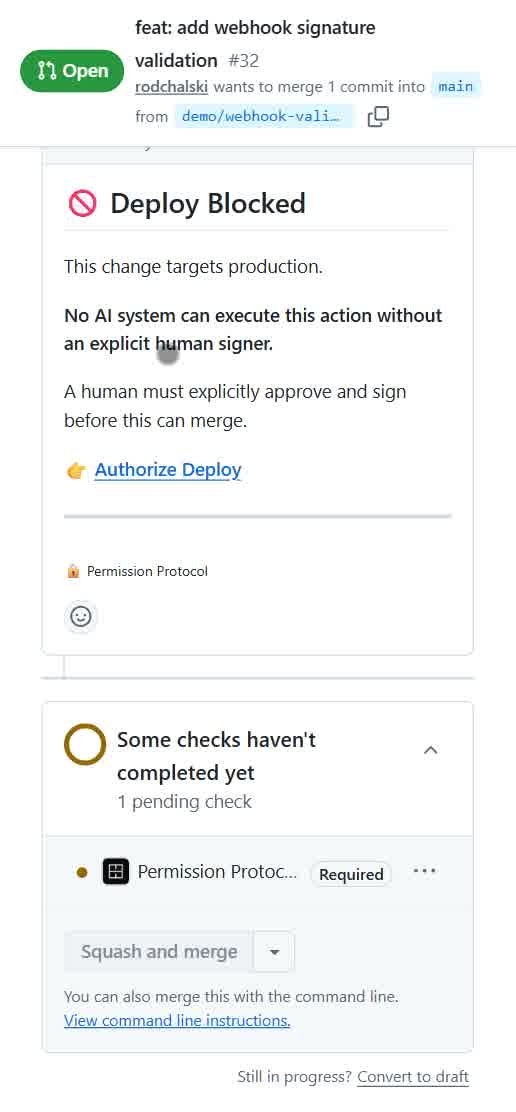 feat: add webhook signature
validation #32
Open
rodchalski wants to merge 1 commit into main
from demo/webhook-vali…
Deploy Blocked
This change targets production.
No AI system can execute this action without
an explicit human signer.
A human must explicitly approve and sign
before this can merge.
👉 Authorize Deploy
🔒 Permission Protocol
Some checks haven't
completed yet
1 pending check
Permission Protoc... Required
Squash and merge
You can also merge this with the command line.
View command line instructions.
Still in progress? Convert to draft